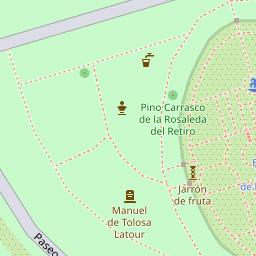 Pino Carrasco
de la Rosaleda
del Retiro
Jarrón
de fruta
Manuel
de Tolosa
Latour
Paseo